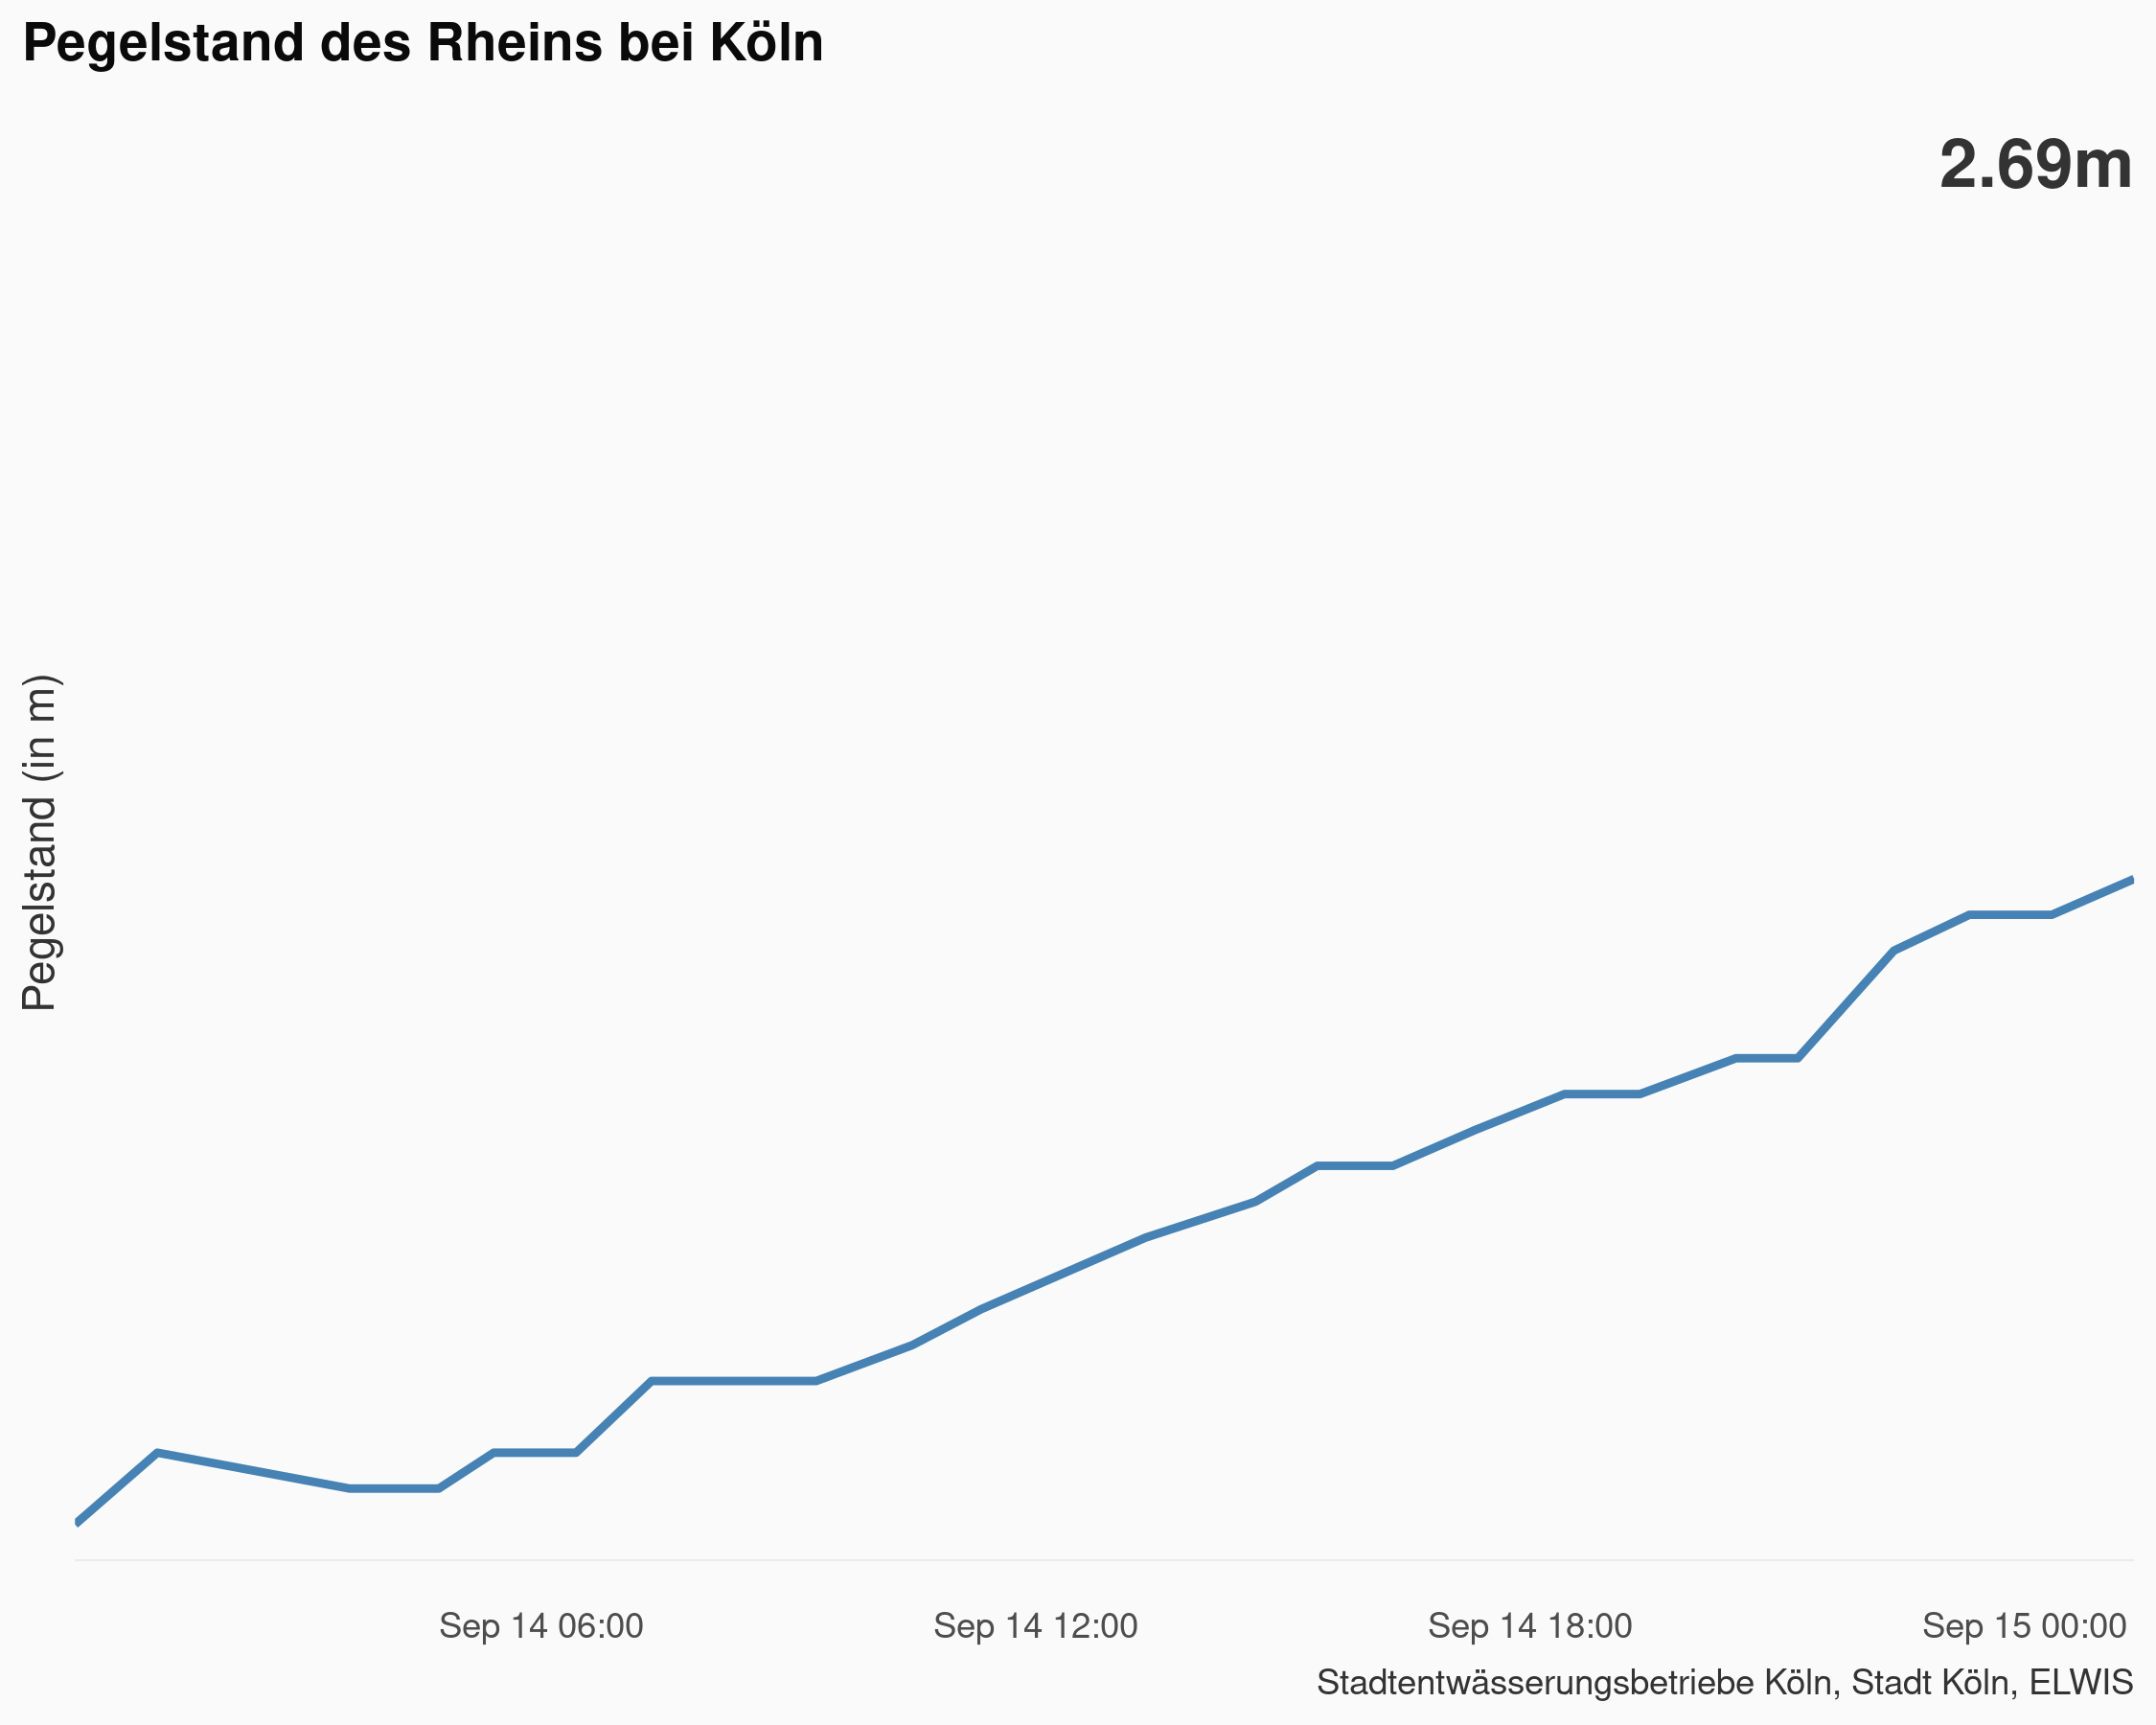 Pegelstand des Rheins bei Köln
2.69m
Pegelstand (in m)
Sep 14 06:00
Sep 14 12:00
Sep 14 18:00
Sep 15 00:00
Stadtentwässerungsbetriebe Köln, Stadt Köln, ELWIS